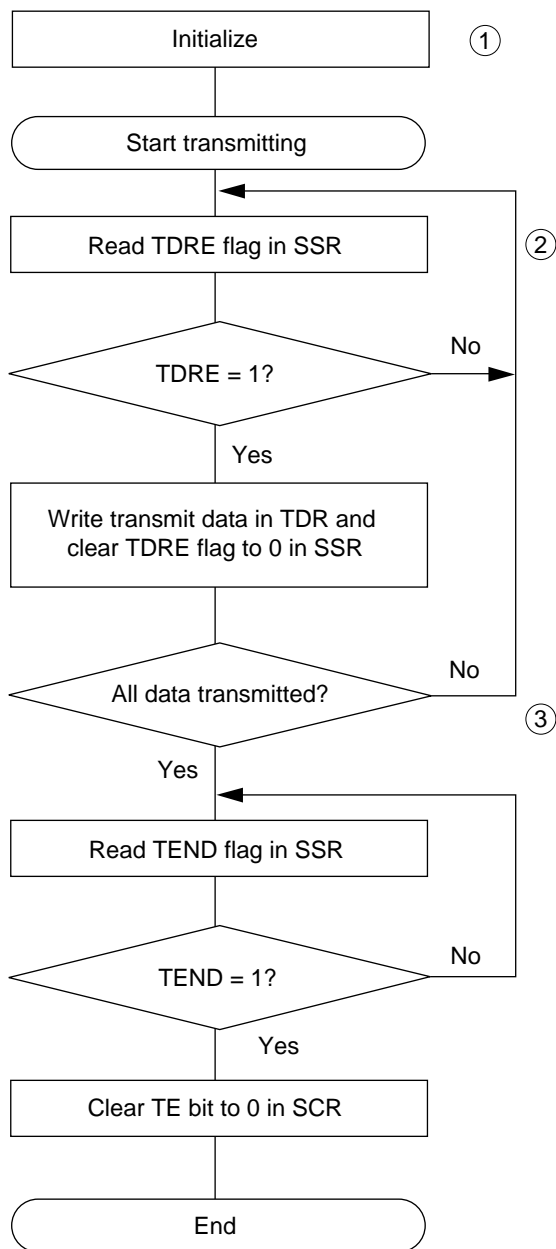 Initialize
1
Start transmitting
Read TDRE flag in SSR
2
TDRE = 1?
No
Yes
Write transmit data in TDR and
clear TDRE flag to 0 in SSR
All data transmitted?
No
3
Yes
Read TEND flag in SSR
TEND = 1?
No
Yes
Clear TE bit to 0 in SCR
End